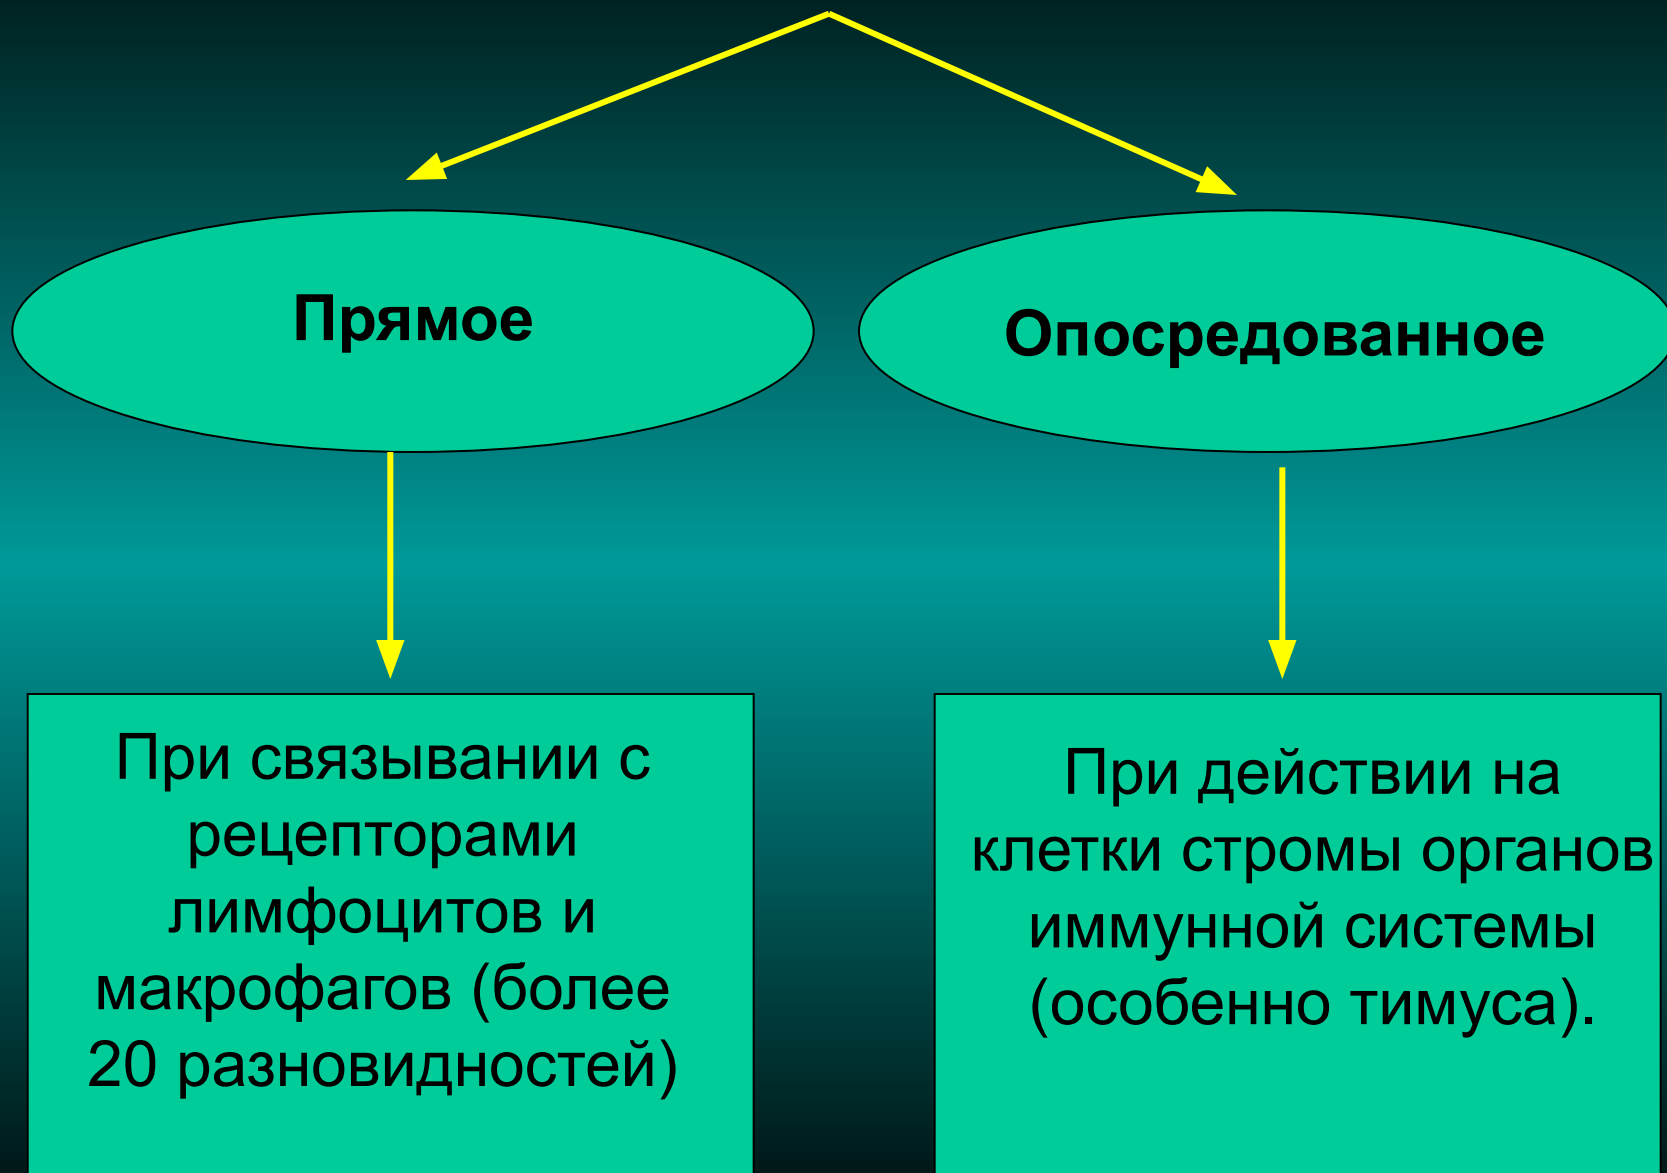 Прямое
Опосредованное
При связывании с
рецепторами
лимфоцитов и
макрофагов (более
20 разновидностей)
При действии на
клетки стромы органов
иммунной системы
(особенно тимуса).